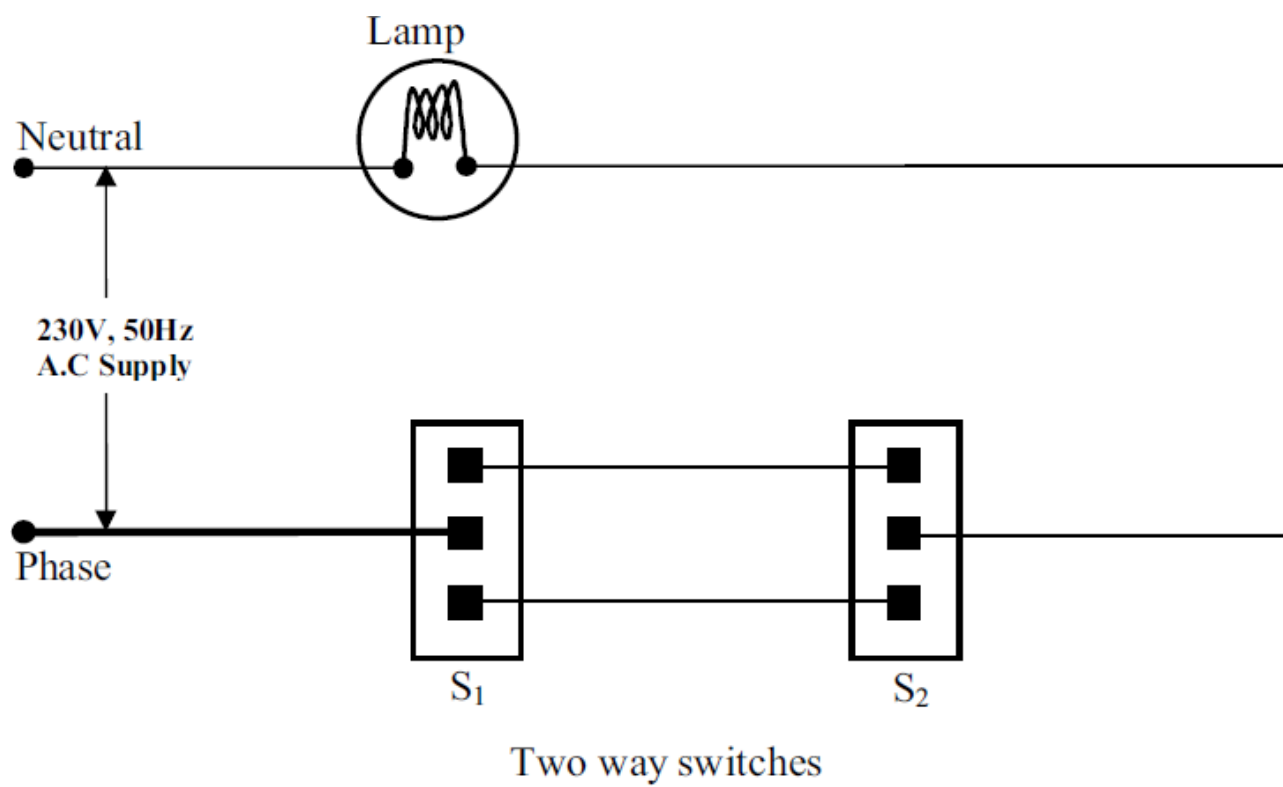 Lamp
Neutral
230V, 50Hz
A.C Supply
Phase
S₁
S₂
Two way switches